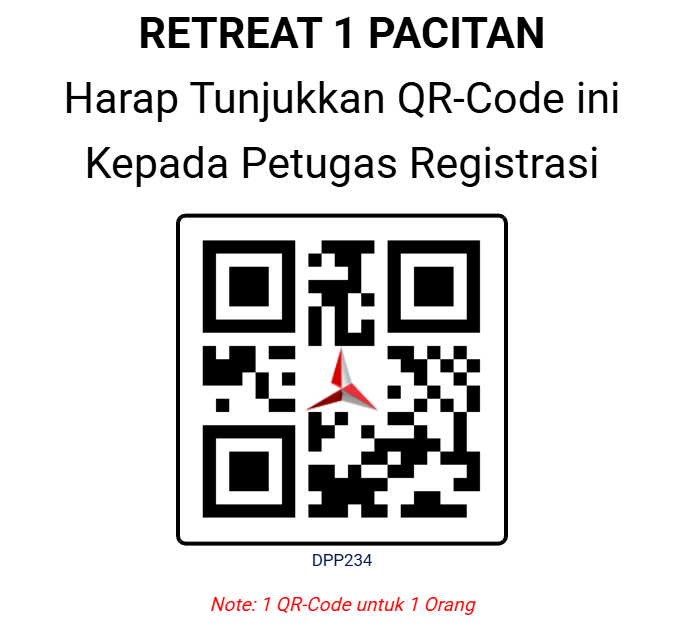 RETREAT 1 PACITAN
Harap Tunjukkan QR-Code ini
Kepada Petugas Registrasi
DPP234
Note: 1 QR-Code untuk 1 Orang